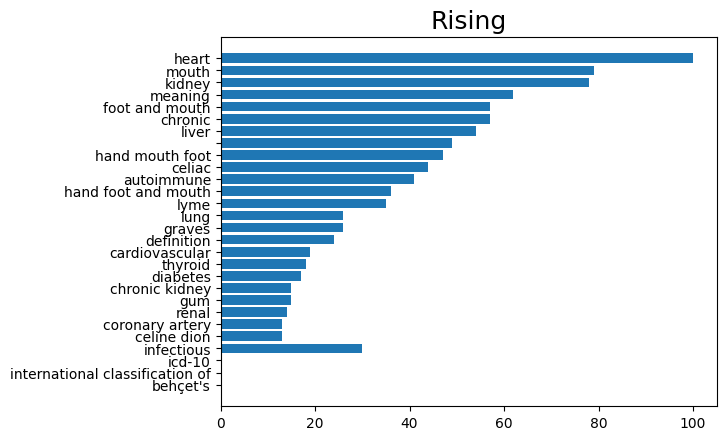 Rising
heart
mouth
kidney
meaning
foot and mouth
chronic
liver
hand mouth foot
celiac
autoimmune
hand foot and mouth
lyme
lung
graves
definition
cardiovascular
thyroid
diabetes
chronic kidney
gum
renal
coronary artery
celine dion
infectious
icd-10
international classification of
behçet's
0 20 40 60 80 100